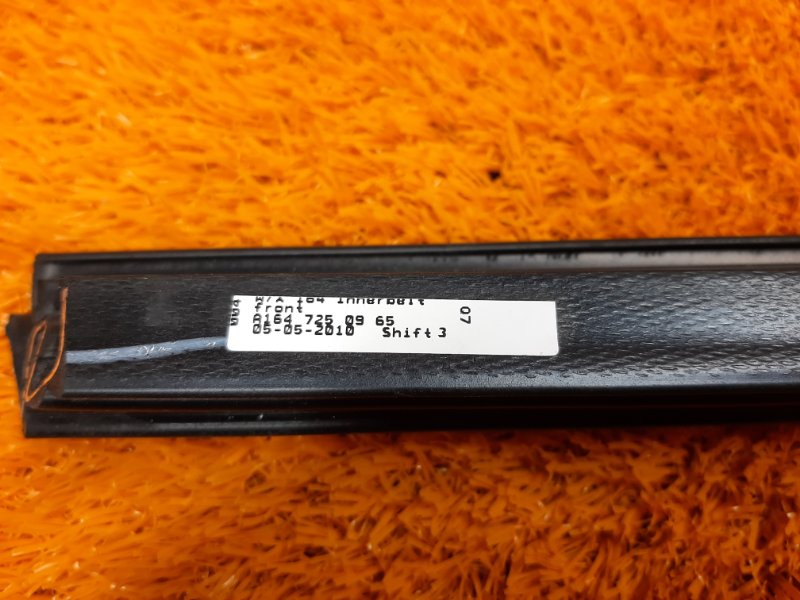 164 Innerbelt
front
A164 725 09 65
05-05-2010 Shift 3
07